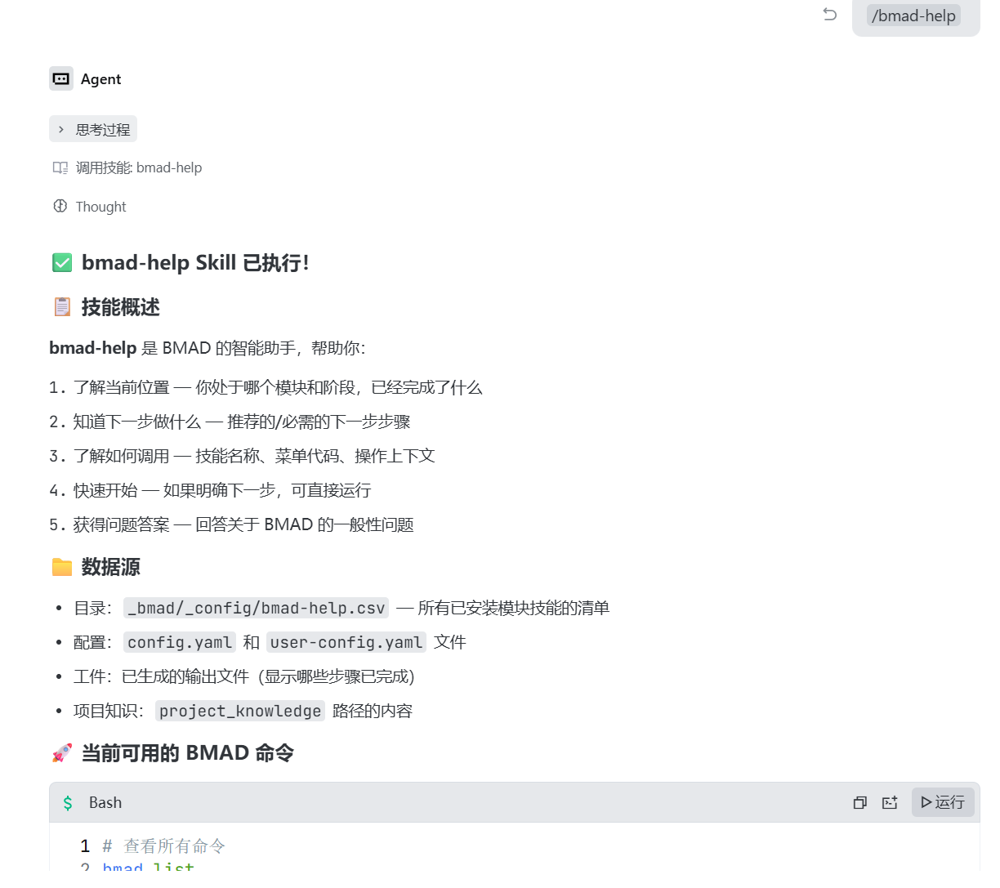 /bmad-help
Agent
思考过程
调用技能: bmad-help
Thought
✅ bmad-help Skill 已执行！
📋 技能概述
bmad-help 是 BMAD 的智能助手，帮助你：
1. 了解当前位置 — 你处于哪个模块和阶段，已经完成了什么
2. 知道下一步做什么 — 推荐的/必需的下一步步骤
3. 了解如何调用 — 技能名称、菜单代码、操作上下文
4. 快速开始 — 如果明确下一步，可直接运行
5. 获得问题答案 — 回答关于 BMAD 的一般性问题
📁 数据源
• 目录： _bmad/_config/bmad-help.csv — 所有已安装模块技能的清单
• 配置： config.yaml 和 user-config.yaml 文件
• 工件：已生成的输出文件（显示哪些步骤已完成）
• 项目知识： project_knowledge 路径的内容
🚀 当前可用的 BMAD 命令
$ Bash 运行
1 # 查看所有命令
2 bmad list